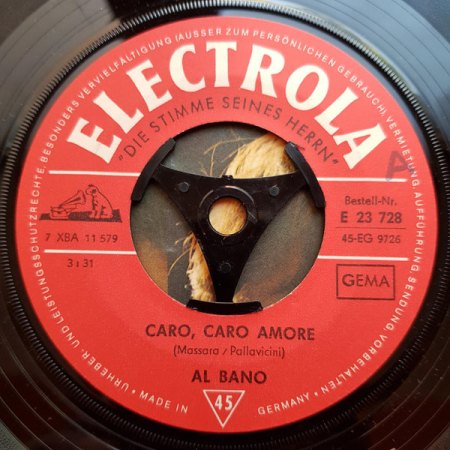 URHEBER- UND LEISTUNGSSCHUTZRECHTE, BESONDERS VERVIELFÄLTIGUNG (AUSSER ZUM PERSÖNLICHEN GEBRAUCH), VERMIETUNG, AUFFÜHRUNG, SENDUNG VORBEHALTEN
ELECTROLA
"DIE STIMME SEINES HERRN"
A
7 XBA 11 579
3 : 31
Bestell-Nr.
E 23 728
45-EG 9726
GEMA
CARO, CARO AMORE
(Massara / Pallavicini)
AL BANO
45
MADE IN GERMANY